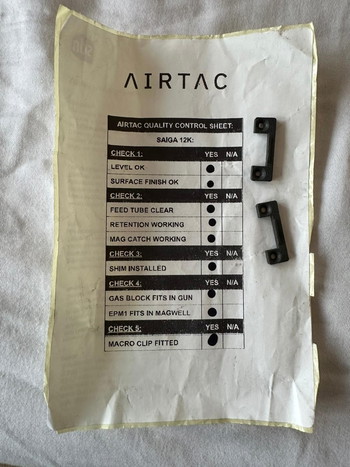 AIRTAC
AIRTAC QUALITY CONTROL SHEET:
SAIGA 12K:
CHECK 1: YES N/A
LEVEL OK
SURFACE FINISH OK
CHECK 2: YES N/A
FEED TUBE CLEAR
RETENTION WORKING
MAG CATCH WORKING
CHECK 3: YES N/A
SHIM INSTALLED
CHECK 4: YES N/A
GAS BLOCK FITS IN GUN
EPM1 FITS IN MAGWELL
CHECK 5: YES N/A
MACRO CLIP FITTED